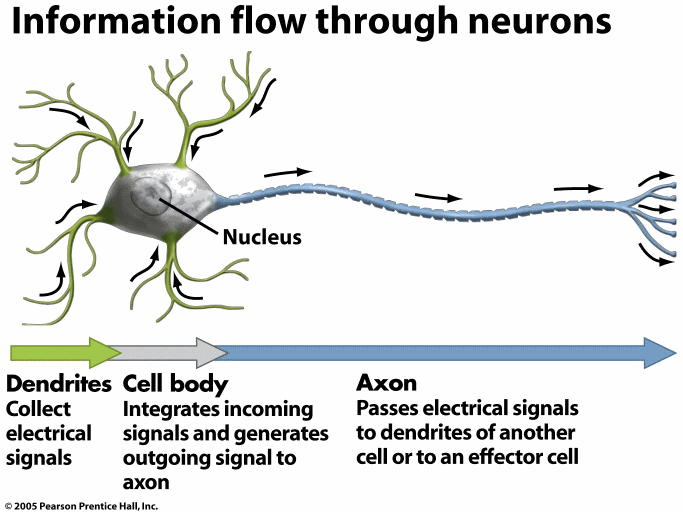 Information flow through neurons
Nucleus
Dendrites
Collect
electrical
signals
Cell body
Integrates incoming
signals and generates
outgoing signal to
axon
Axon
Passes electrical signals
to dendrites of another
cell or to an effector cell
© 2005 Pearson Prentice Hall, Inc.